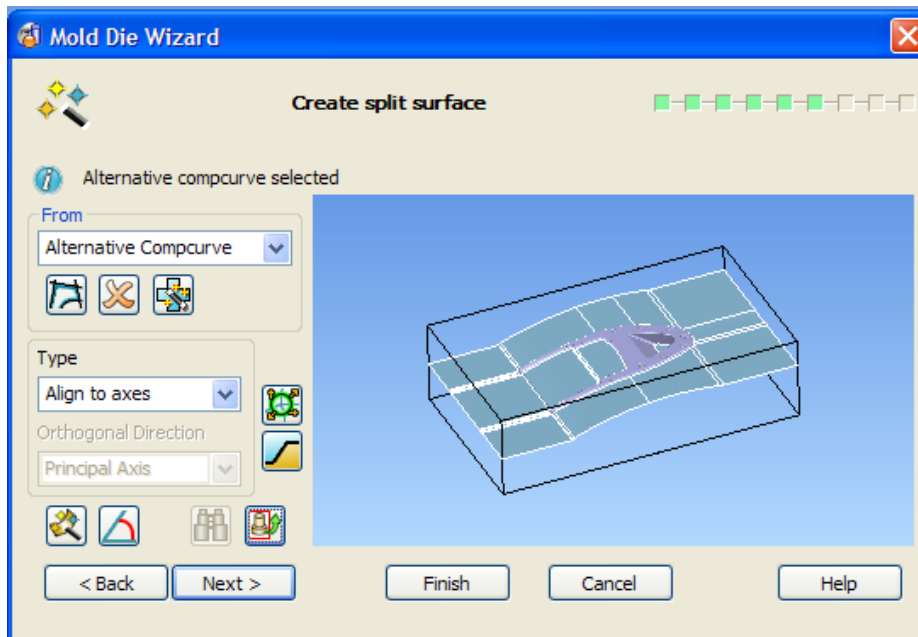 Mold Die Wizard
Create split surface
Alternative compcurve selected
From
Alternative Compcurve
Type
Align to axes
Orthogonal Direction
Principal Axis
< Back
Next >
Finish
Cancel
Help